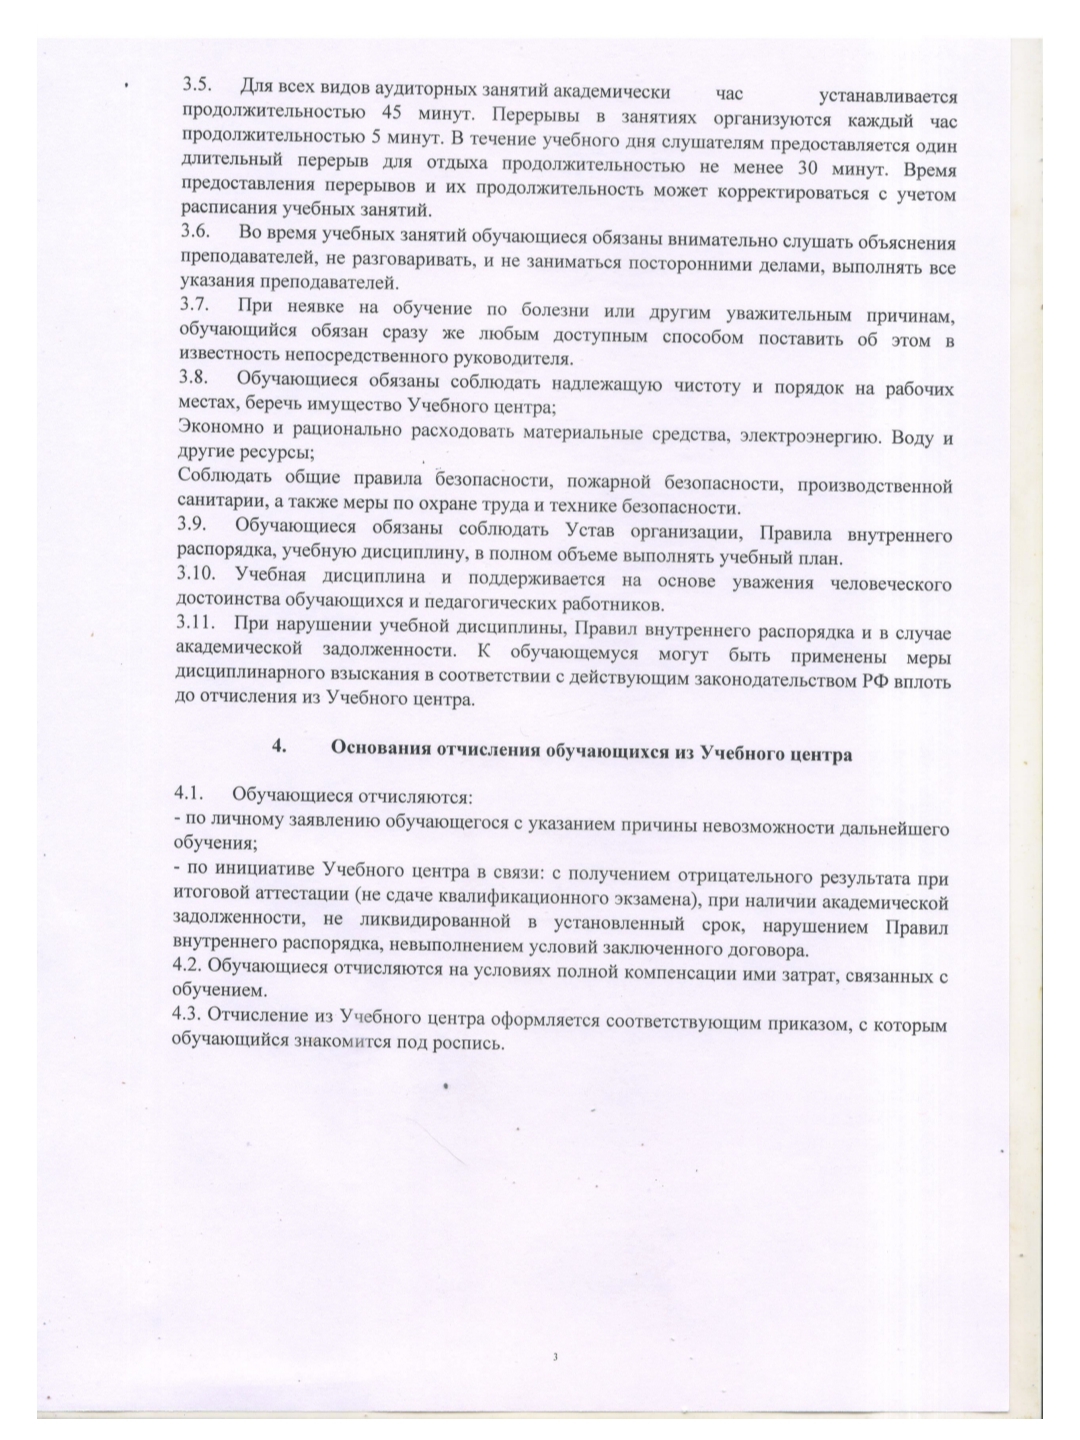 3.5. Для всех видов аудиторных занятий академически час устанавливается
продолжительностью 45 минут. Перерывы в занятиях организуются каждый час
продолжительностью 5 минут. В течение учебного дня слушателям предоставляется один
длительный перерыв для отдыха продолжительностью не менее 30 минут. Время
предоставления перерывов и их продолжительность может корректироваться с учетом
расписания учебных занятий.
3.6. Во время учебных занятий обучающиеся обязаны внимательно слушать объяснения
преподавателей, не разговаривать, и не заниматься посторонними делами, выполнять все
указания преподавателей.
3.7. При неявке на обучение по болезни или другим уважительным причинам,
обучающийся обязан сразу же любым доступным способом поставить об этом в
известность непосредственного руководителя.
3.8. Обучающиеся обязаны соблюдать надлежащую чистоту и порядок на рабочих
местах, беречь имущество Учебного центра;
Экономно и рационально расходовать материальные средства, электроэнергию. Воду и
другие ресурсы;
Соблюдать общие правила безопасности, пожарной безопасности, производственной
санитарии, а также меры по охране труда и технике безопасности.
3.9. Обучающиеся обязаны соблюдать Устав организации, Правила внутреннего
распорядка, учебную дисциплину, в полном объеме выполнять учебный план.
3.10. Учебная дисциплина и поддерживается на основе уважения человеческого
достоинства обучающихся и педагогических работников.
3.11. При нарушении учебной дисциплины, Правил внутреннего распорядка и в случае
академической задолженности. К обучающемуся могут быть применены меры
дисциплинарного взыскания в соответствии с действующим законодательством РФ вплоть
до отчисления из Учебного центра.
4. Основания отчисления обучающихся из Учебного центра
4.1. Обучающиеся отчисляются:
- по личному заявлению обучающегося с указанием причины невозможности дальнейшего
обучения;
- по инициативе Учебного центра в связи: с получением отрицательного результата при
итоговой аттестации (не сдаче квалификационного экзамена), при наличии академической
задолженности, не ликвидированной в установленный срок, нарушением Правил
внутреннего распорядка, невыполнением условий заключенного договора.
4.2. Обучающиеся отчисляются на условиях полной компенсации ими затрат, связанных с
обучением.
4.3. Отчисление из Учебного центра оформляется соответствующим приказом, с которым
обучающийся знакомится под роспись.
3